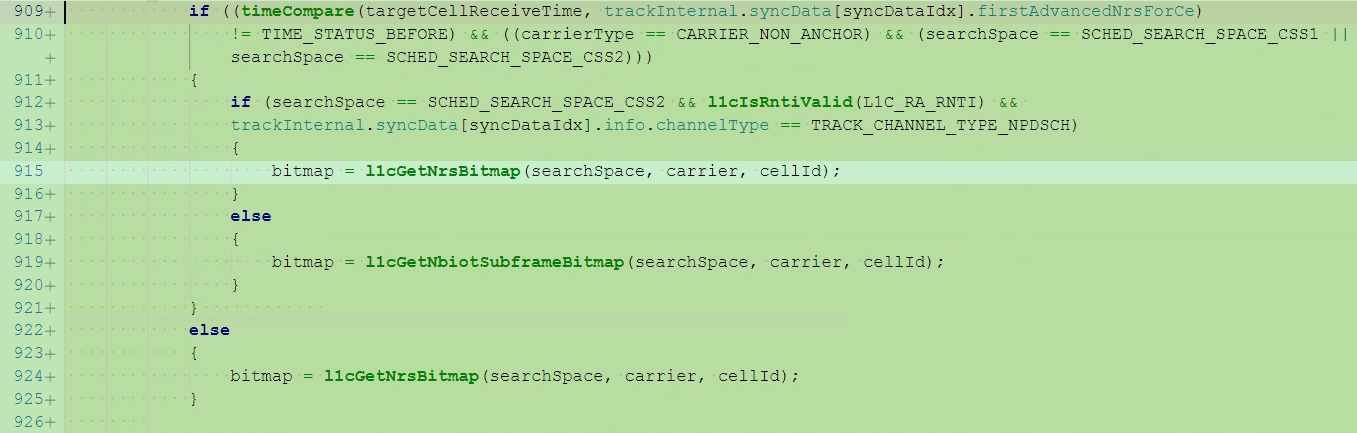 909+ if ((timeCompare(targetCellReceiveTime, trackInternal.syncData[syncDataIdx].firstAdvancedNrsForCe)
910+ != TIME_STATUS_BEFORE) && ((carrierType == CARRIER_NON_ANCHOR) && (searchSpace == SCHED_SEARCH_SPACE_CSS1 ||
+ searchSpace == SCHED_SEARCH_SPACE_CSS2)))
911+ {
912+ if (searchSpace == SCHED_SEARCH_SPACE_CSS2 && l1cIsRntiValid(L1C_RA_RNTI) &&
913+ trackInternal.syncData[syncDataIdx].info.channelType == TRACK_CHANNEL_TYPE_NPDSCH)
914+ {
915 bitmap = l1cGetNrsBitmap(searchSpace, carrier, cellId);
916+ }
917+ else
918+ {
919+ bitmap = l1cGetNbiotSubframeBitmap(searchSpace, carrier, cellId);
920+ }
921+ }
922+ else
923+ {
924+ bitmap = l1cGetNrsBitmap(searchSpace, carrier, cellId);
925+ }
926+